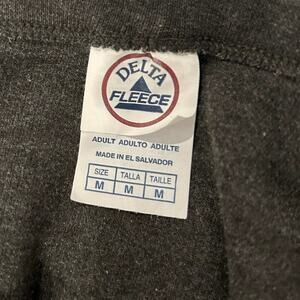 DELTA
FLEECE
ADULT ADULTO ADULTE
MADE IN EL SALVADOR
SIZE TALLA TAILLE
M M M